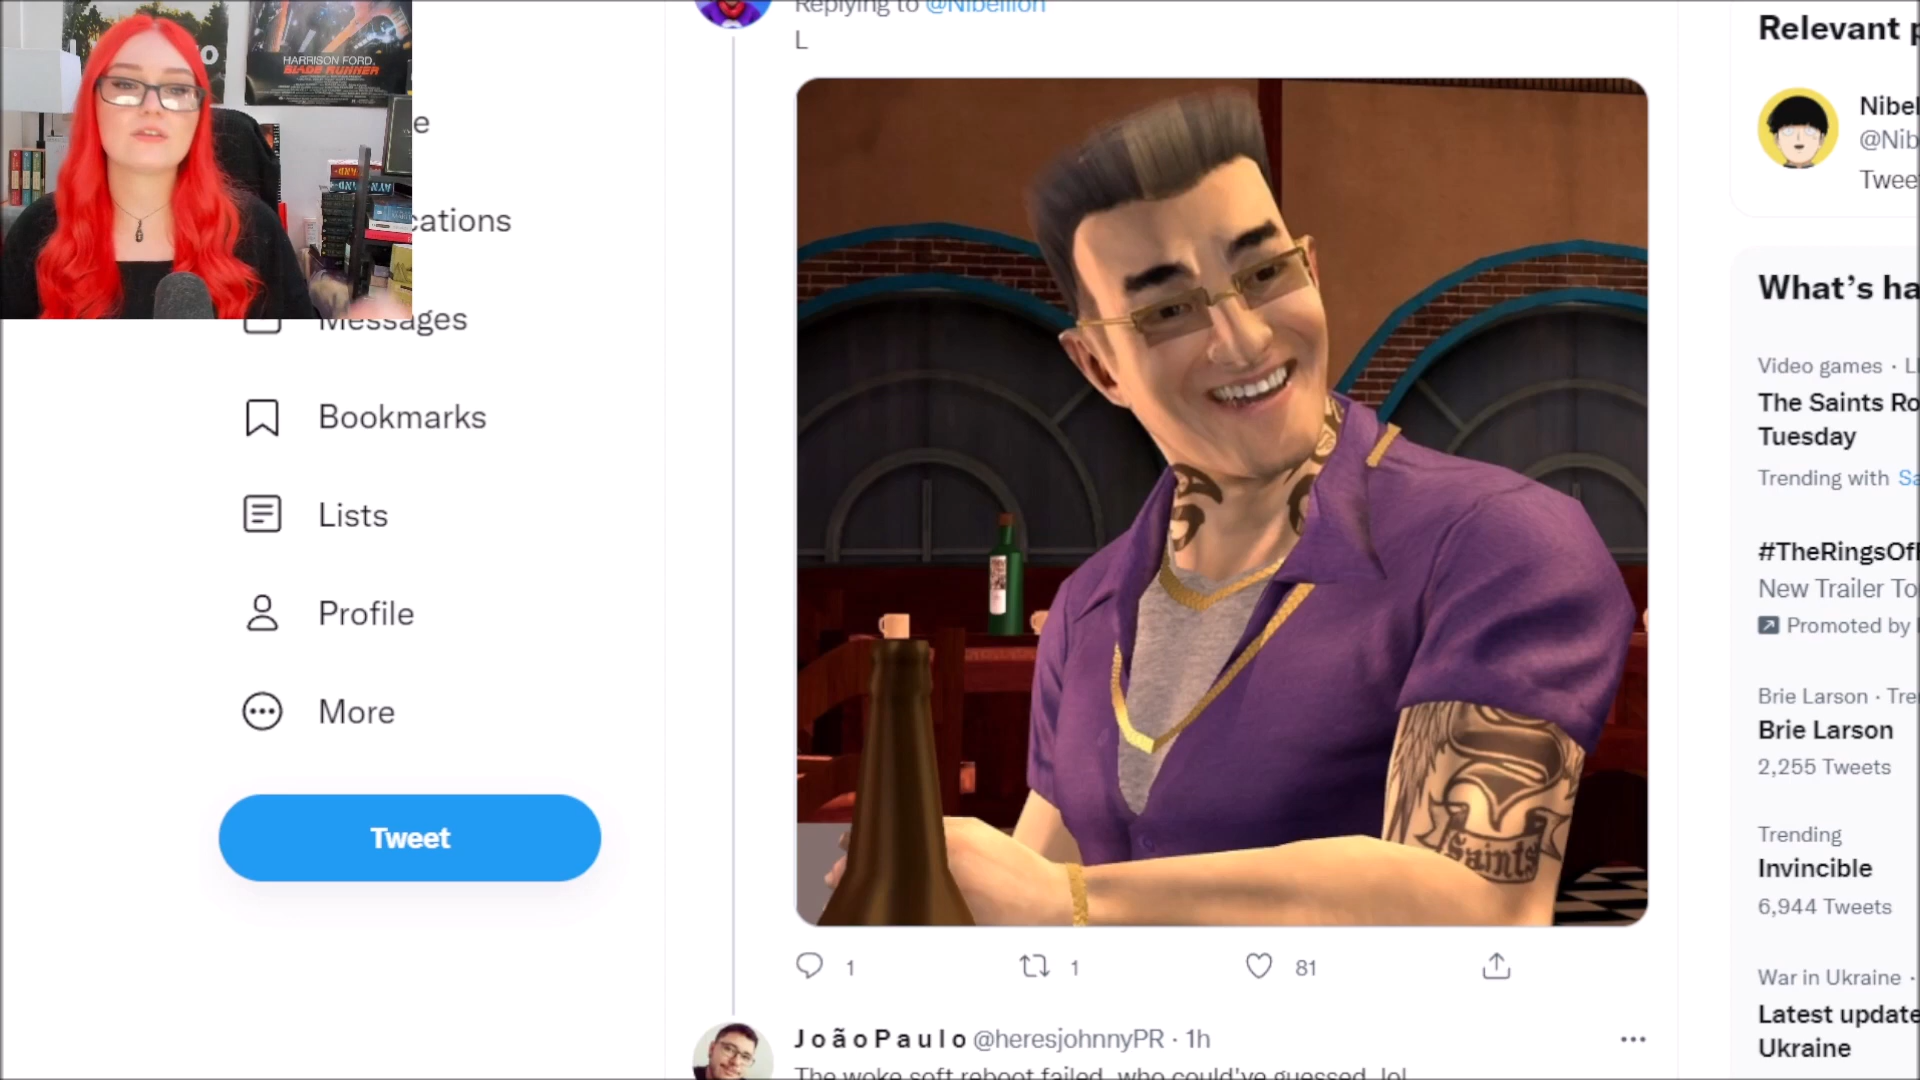 Replying to @Nibellion
L
HARRISON FORD.
BLADE RUNNER
e
cations
Messages
Bookmarks
Lists
Profile
More
Tweet
Saints
1
1
81
João Paulo @heresjohnnyPR · 1h
The woke soft reboot failed, who could've guessed, lol
Relevant p
Nibel
@Nib
Twee
What's ha
Video games · L
The Saints Ro
Tuesday
Trending with Sa
#TheRingsOf
New Trailer To
Promoted by
Brie Larson · Tre
Brie Larson
2,255 Tweets
Trending
Invincible
6,944 Tweets
War in Ukraine ·
Latest update
Ukraine